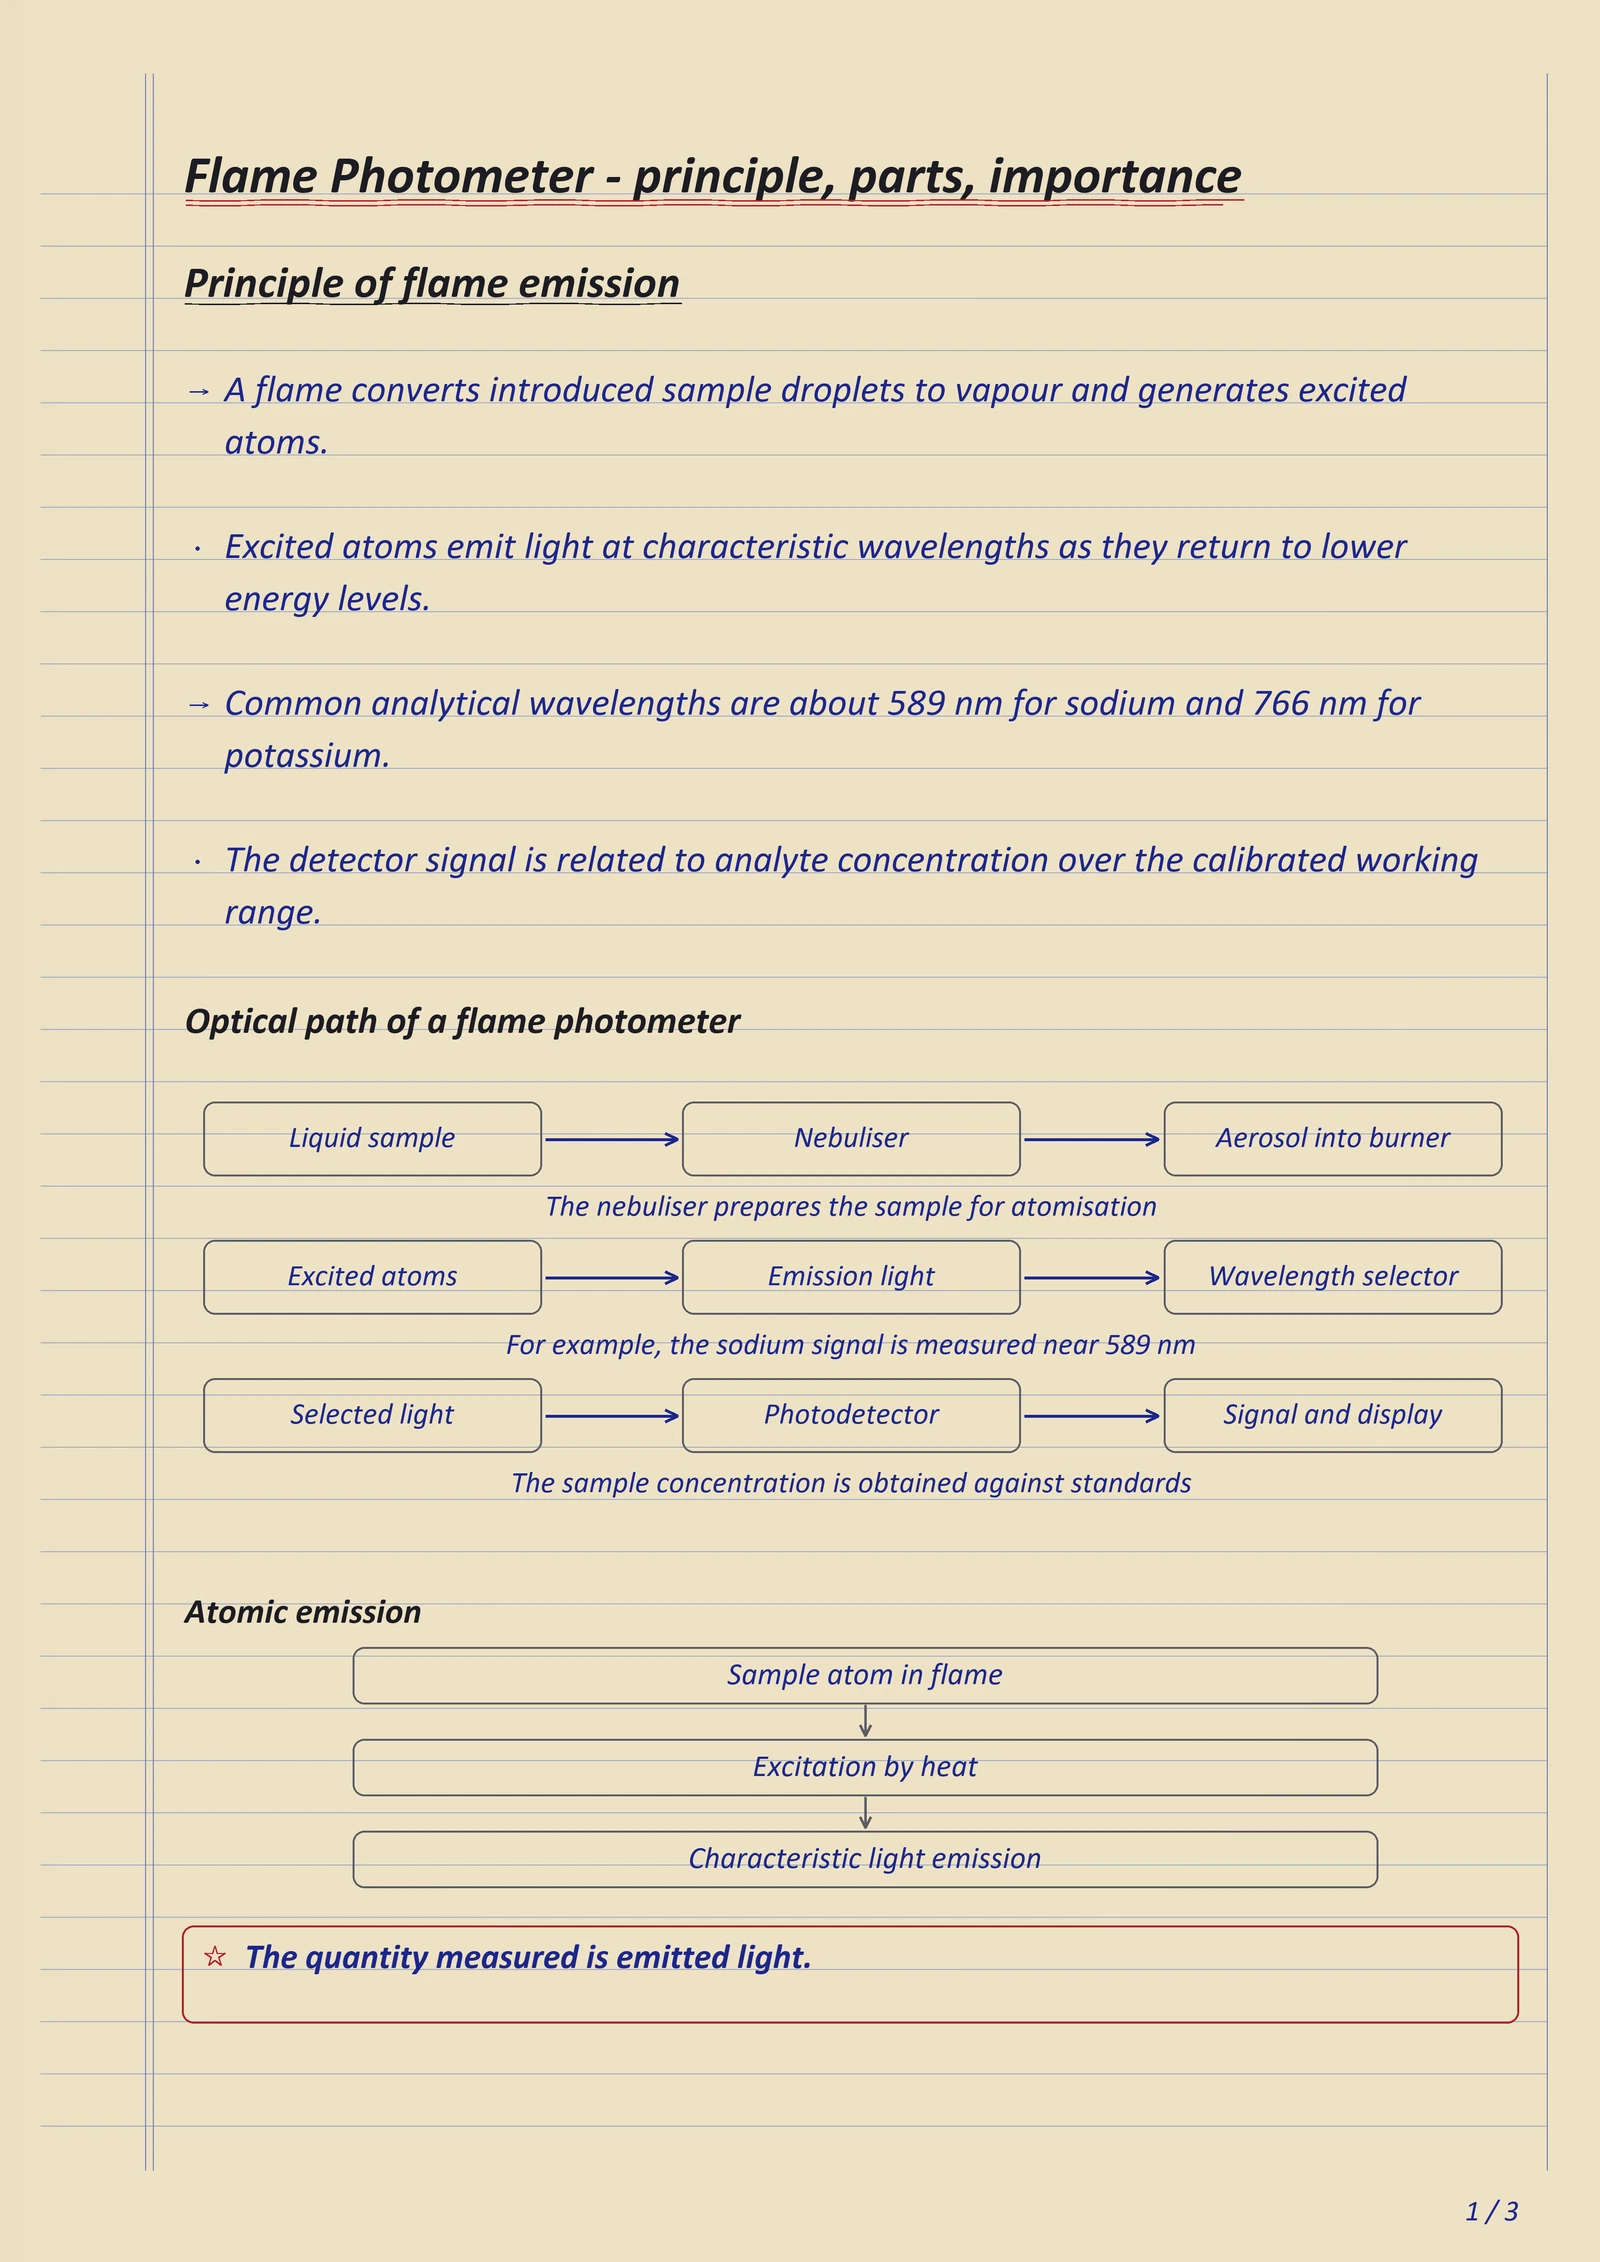 Flame Photometer - principle, parts, importance
Principle of flame emission
→ A flame converts introduced sample droplets to vapour and generates excited
atoms.
· Excited atoms emit light at characteristic wavelengths as they return to lower
energy levels.
→ Common analytical wavelengths are about 589 nm for sodium and 766 nm for
potassium.
· The detector signal is related to analyte concentration over the calibrated working
range.
Optical path of a flame photometer
Liquid sample → Nebuliser → Aerosol into burner
The nebuliser prepares the sample for atomisation
Excited atoms → Emission light → Wavelength selector
For example, the sodium signal is measured near 589 nm
Selected light → Photodetector → Signal and display
The sample concentration is obtained against standards
Atomic emission
Sample atom in flame
Excitation by heat
Characteristic light emission
☆ The quantity measured is emitted light.
1 / 3